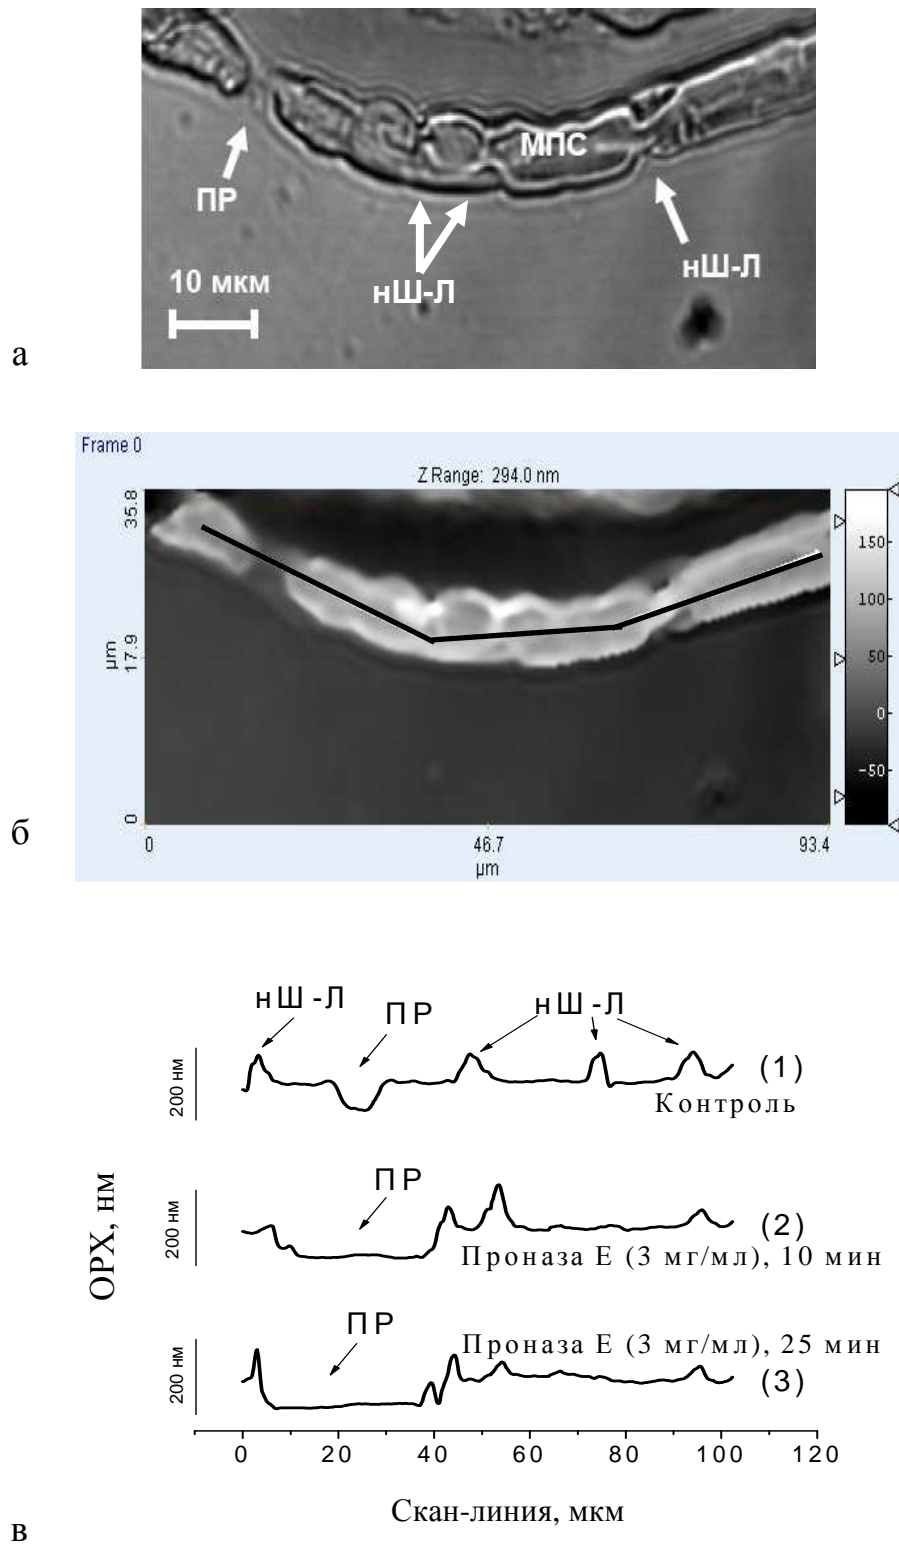 МПС
ПР
нШ-Л
нШ-Л
10 мкм
а
Frame 0
Z Range: 294.0 nm
35.8
17.9
0
µm
150
100
50
0
-50
0
46.7
93.4
µm
б
нШ-Л
ПР
нШ-Л
200 нм
(1)
Контроль
ПР
200 нм
(2)
Проназа Е (3 мг/мл), 10 мин
ОРХ, нм
ПР
Проназа Е (3 мг/мл), 25 мин
200 нм
(3)
0 20 40 60 80 100 120
Скан-линия, мкм
в